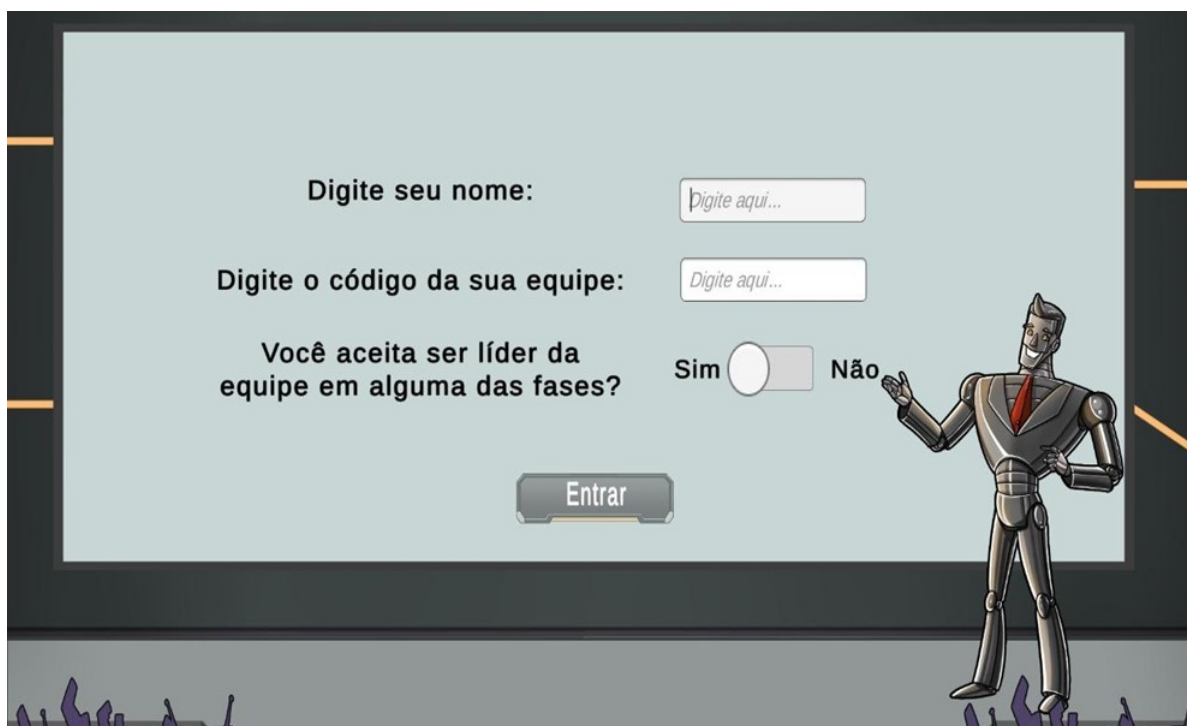 Digite seu nome:
Digite aqui...
Digite o código da sua equipe:
Digite aqui...
Você aceita ser líder da
equipe em alguma das fases?
Sim Não
Entrar